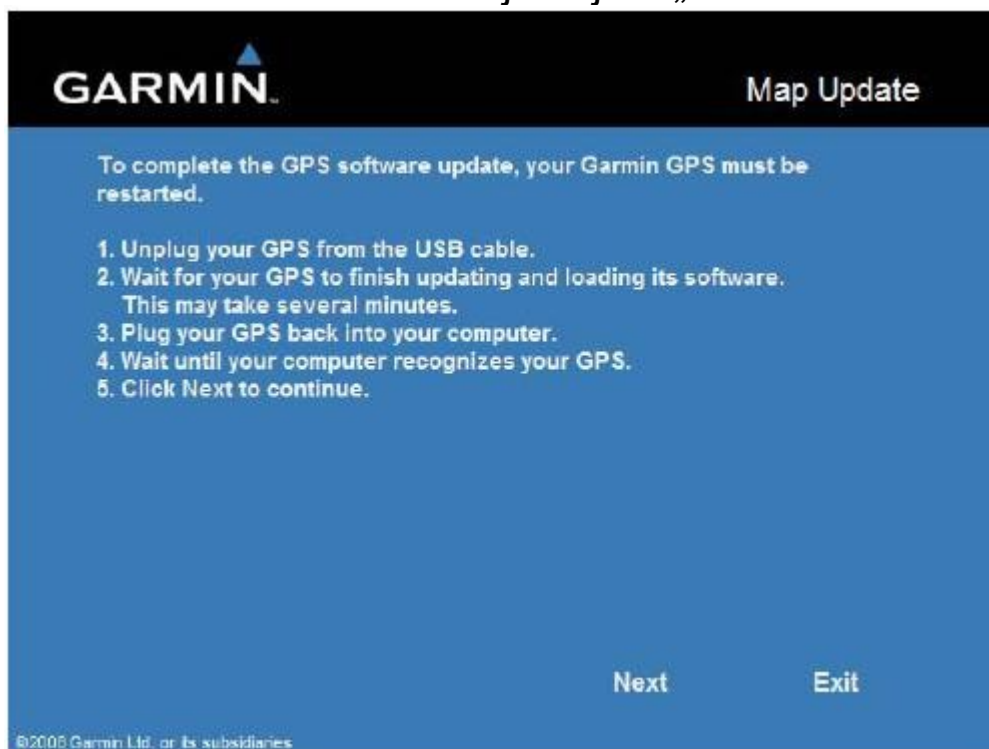 GARMIN
Map Update
To complete the GPS software update, your Garmin GPS must be
restarted.
1. Unplug your GPS from the USB cable.
2. Wait for your GPS to finish updating and loading its software.
This may take several minutes.
3. Plug your GPS back into your computer.
4. Wait until your computer recognizes your GPS.
5. Click Next to continue.
Next Exit
©2008 Garmin Ltd. or its subsidiaries